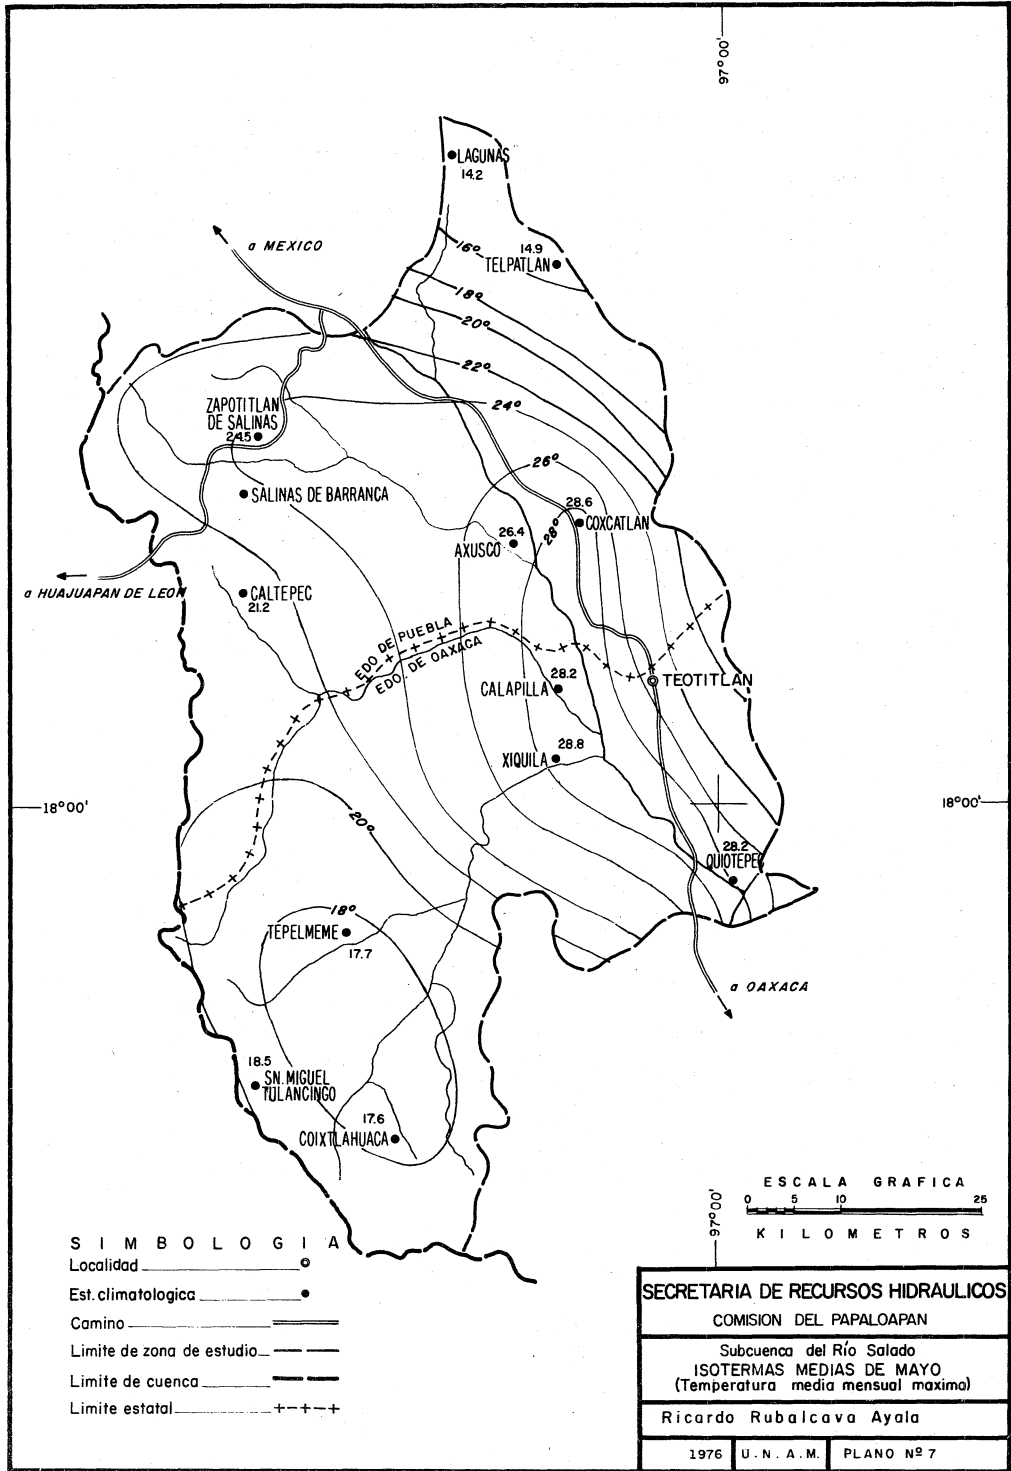 97°00'
LAGUNAS
14.2
a MEXICO
16°
14.9
TELPATLAN
18°
20°
22°
24°
ZAPOTITLAN
DE SALINAS
24.5
26°
SALINAS DE BARRANCA
28.6
COXCATLAN
28°
26.4
AXUSCO
a HUAJUAPAN DE LEON
CALTEPEC
21.2
EDO DE PUEBLA
EDO. DE OAXACA
28.2
CALAPILLA
TEOTITLAN
28.8
XIQUILA
18°00'
18°00'
20°
28.2
QUIOTEPEC
18°
TEPELMEME
17.7
a OAXACA
18.5
SN. MIGUEL
TULANCINGO
17.6
COIXTLAHUACA
97°00'
ESCALA GRAFICA
0 5 10 25
KILOMETROS
SIMBOLOGIA
Localidad
Est. climatologica
Camino
Limite de zona de estudio
Limite de cuenca
Limite estatal
SECRETARIA DE RECURSOS HIDRAULICOS
COMISION DEL PAPALOAPAN
Subcuenca del Río Salado
ISOTERMAS MEDIAS DE MAYO
(Temperatura media mensual maxima)
Ricardo Rubalcava Ayala
1976 U.N.A.M. PLANO Nº 7